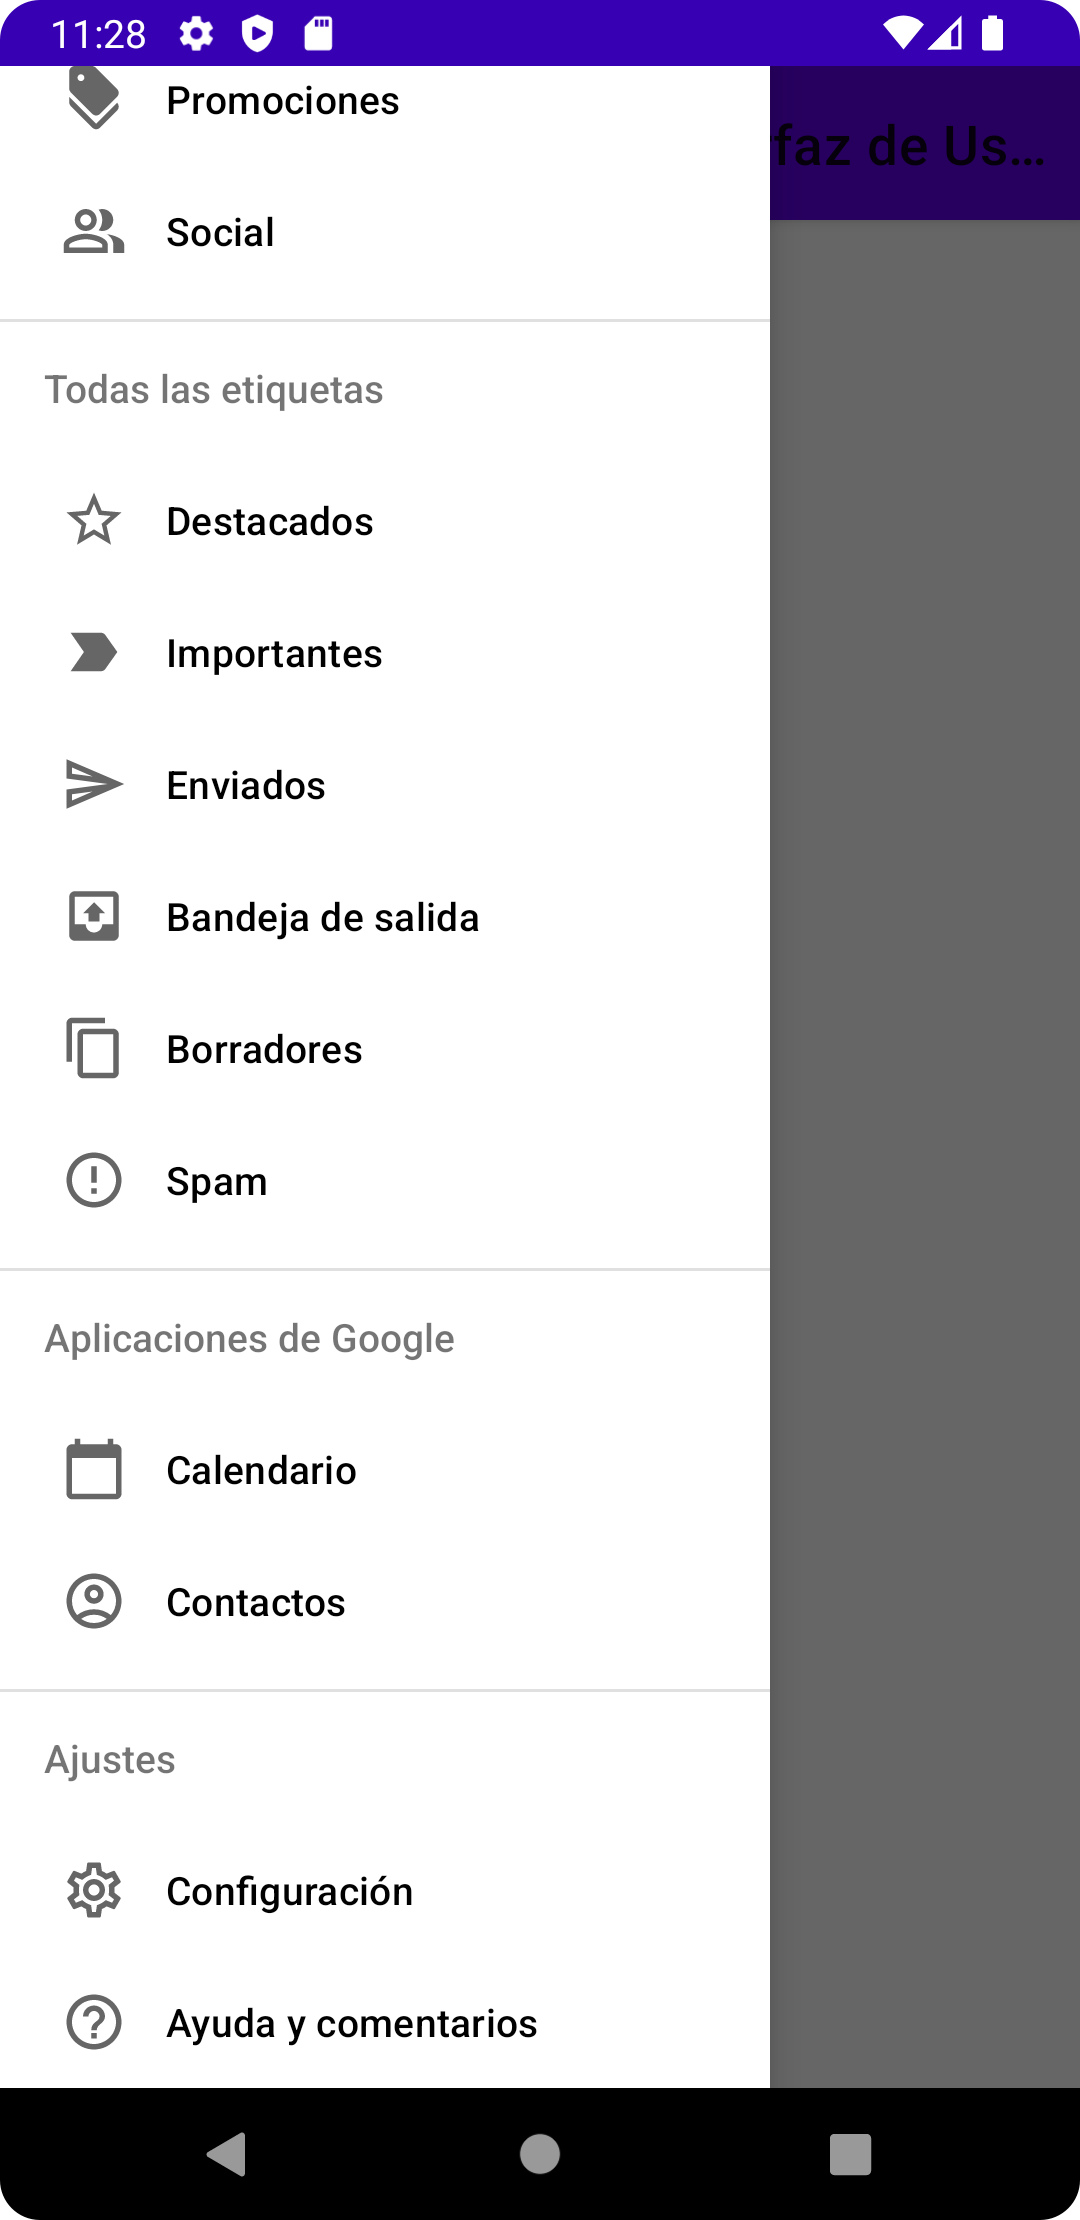 11:28
Promociones
faz de Us...
Social
Todas las etiquetas
Destacados
Importantes
Enviados
Bandeja de salida
Borradores
Spam
Aplicaciones de Google
Calendario
Contactos
Ajustes
Configuración
Ayuda y comentarios